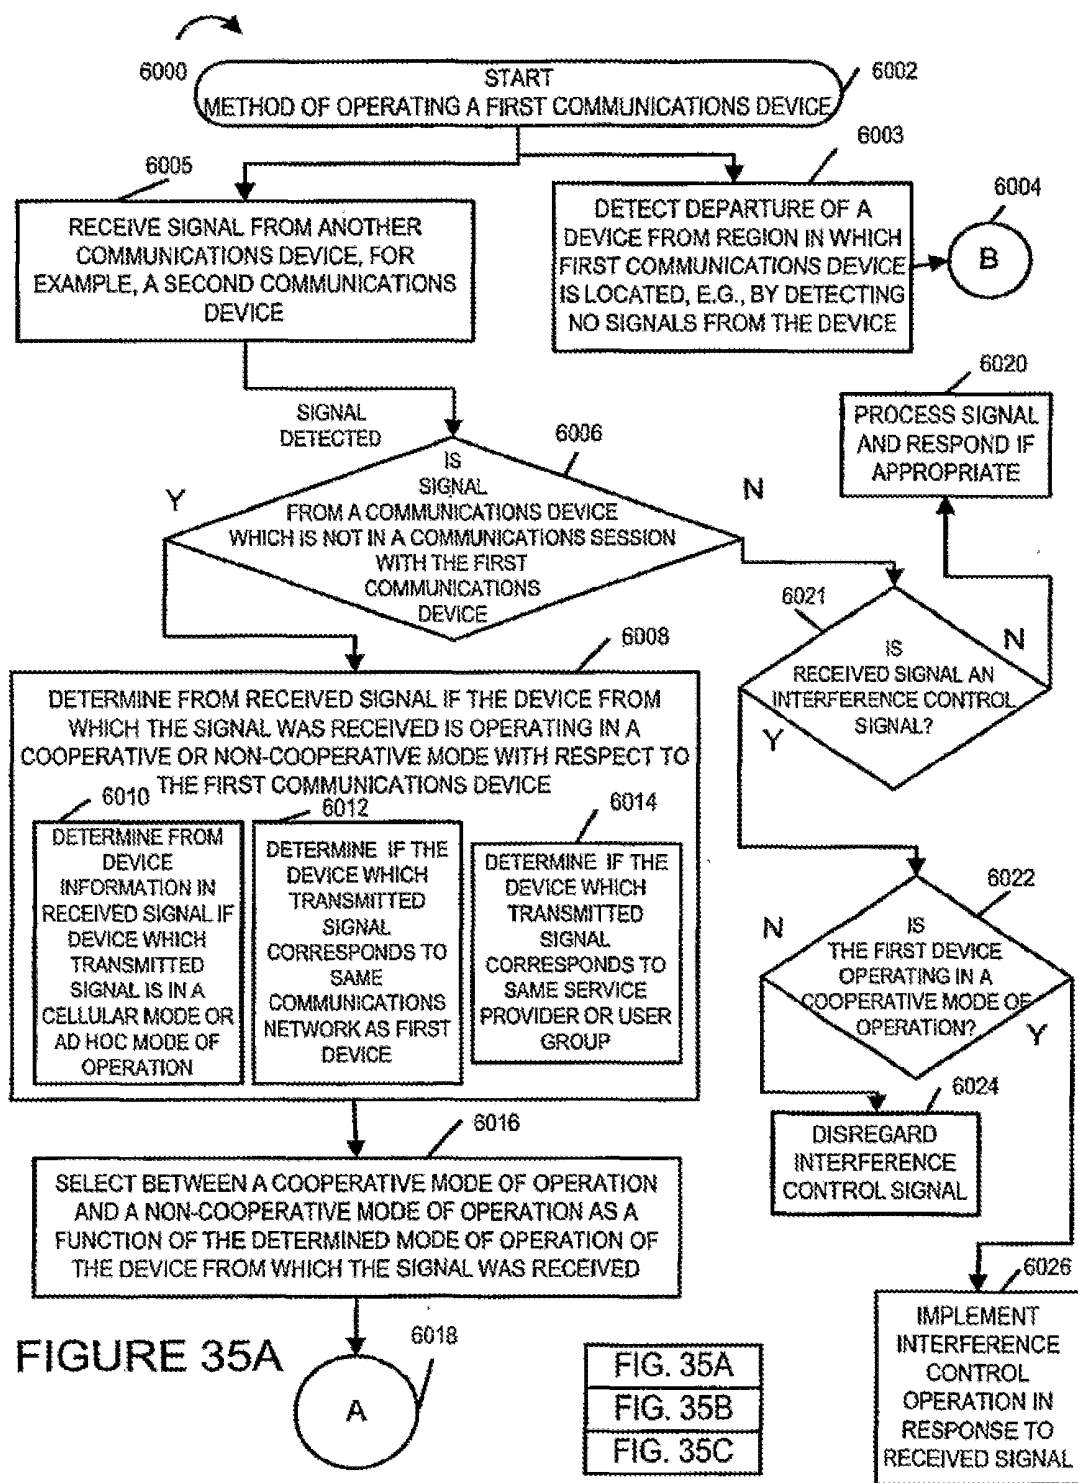 6000
START
METHOD OF OPERATING A FIRST COMMUNICATIONS DEVICE
6002
6005
RECEIVE SIGNAL FROM ANOTHER
COMMUNICATIONS DEVICE, FOR
EXAMPLE, A SECOND COMMUNICATIONS
DEVICE
6003
DETECT DEPARTURE OF A
DEVICE FROM REGION IN WHICH
FIRST COMMUNICATIONS DEVICE
IS LOCATED, E.G., BY DETECTING
NO SIGNALS FROM THE DEVICE
6004
B
SIGNAL
DETECTED
6006
IS
SIGNAL
FROM A COMMUNICATIONS DEVICE
WHICH IS NOT IN A COMMUNICATIONS SESSION
WITH THE FIRST
COMMUNICATIONS
DEVICE
Y
N
6020
PROCESS SIGNAL
AND RESPOND IF
APPROPRIATE
6021
IS
RECEIVED SIGNAL AN
INTERFERENCE CONTROL
SIGNAL?
N
Y
6008
DETERMINE FROM RECEIVED SIGNAL IF THE DEVICE FROM
WHICH THE SIGNAL WAS RECEIVED IS OPERATING IN A
COOPERATIVE OR NON-COOPERATIVE MODE WITH RESPECT TO
THE FIRST COMMUNICATIONS DEVICE
6010
DETERMINE FROM
DEVICE
INFORMATION IN
RECEIVED SIGNAL IF
DEVICE WHICH
TRANSMITTED
SIGNAL IS IN A
CELLULAR MODE OR
AD HOC MODE OF
OPERATION
6012
DETERMINE IF THE
DEVICE WHICH
TRANSMITTED
SIGNAL
CORRESPONDS TO
SAME
COMMUNICATIONS
NETWORK AS FIRST
DEVICE
6014
DETERMINE IF THE
DEVICE WHICH
TRANSMITTED
SIGNAL
CORRESPONDS TO
SAME SERVICE
PROVIDER OR USER
GROUP
6022
IS
THE FIRST DEVICE
OPERATING IN A
COOPERATIVE MODE OF
OPERATION?
N
Y
6024
DISREGARD
INTERFERENCE
CONTROL SIGNAL
6016
SELECT BETWEEN A COOPERATIVE MODE OF OPERATION
AND A NON-COOPERATIVE MODE OF OPERATION AS A
FUNCTION OF THE DETERMINED MODE OF OPERATION OF
THE DEVICE FROM WHICH THE SIGNAL WAS RECEIVED
6026
IMPLEMENT
INTERFERENCE
CONTROL
OPERATION IN
RESPONSE TO
RECEIVED SIGNAL
6018
A
FIGURE 35A
FIG. 35A
FIG. 35B
FIG. 35C